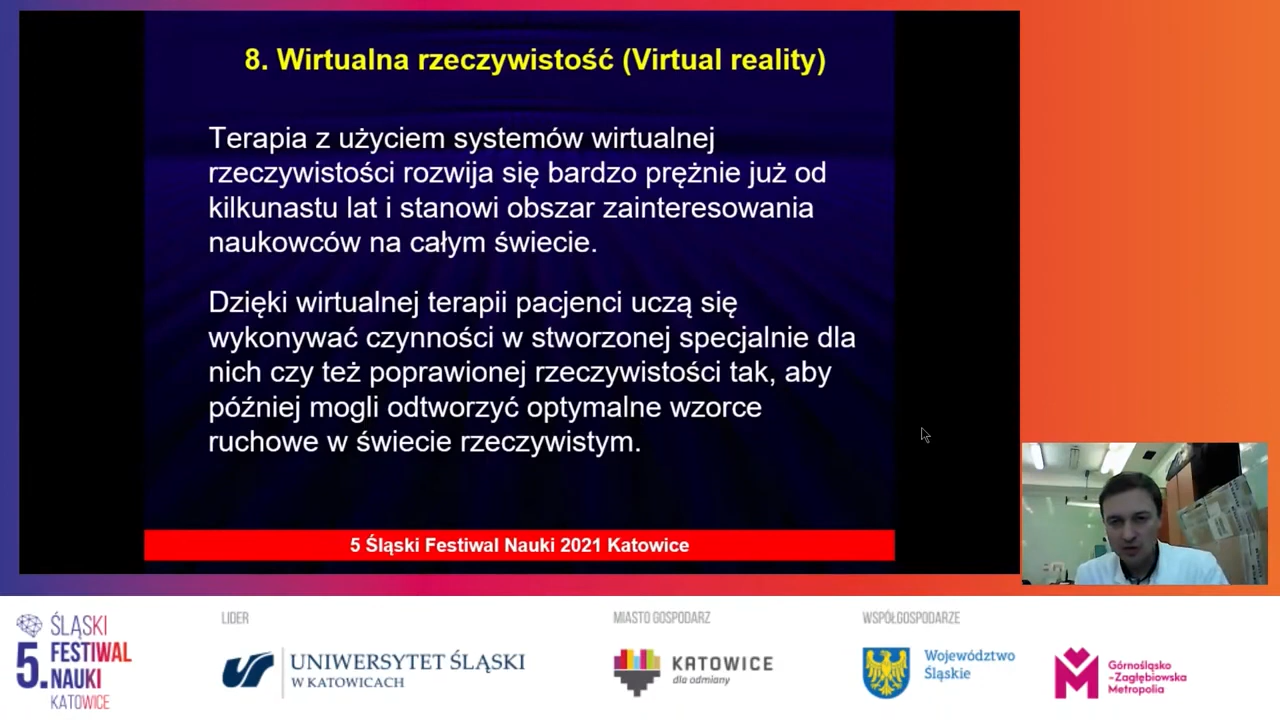 8. Wirtualna rzeczywistość (Virtual reality)
Terapia z użyciem systemów wirtualnej
rzeczywistości rozwija się bardzo prężnie już od
kilkunastu lat i stanowi obszar zainteresowania
naukowców na całym świecie.
Dzięki wirtualnej terapii pacjenci uczą się
wykonywać czynności w stworzonej specjalnie dla
nich czy też poprawionej rzeczywistości tak, aby
później mogli odtworzyć optymalne wzorce
ruchowe w świecie rzeczywistym.
5 Śląski Festiwal Nauki 2021 Katowice
ŚLĄSKI
5. FESTIWAL
NAUKI
KATOWICE
LIDER
UNIWERSYTET ŚLĄSKI
W KATOWICACH
MIASTO GOSPODARZ
KATOWICE
dla odmiany
WSPÓŁGOSPODARZE
Województwo
Śląskie
Górnośląsko
-Zagłębiowska
Metropolia